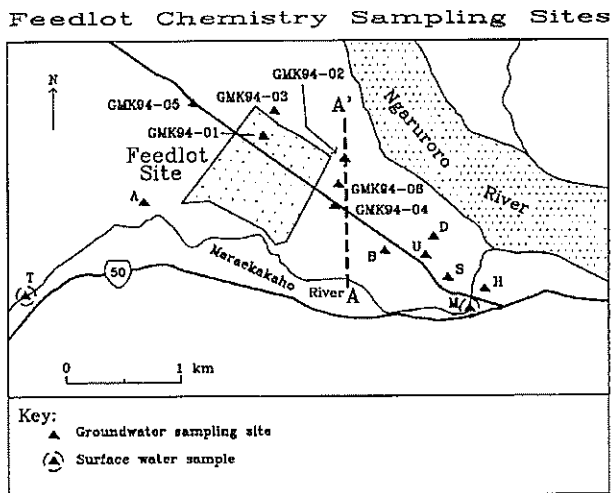 Feedlot Chemistry Sampling Sites
N
GMK94-02
GMK94-03
GMK94-05
A'
GMK94-01
Feedlot
Site
Ngaruroro
River
GMK94-06
GMK94-04
A
D
U
B
S
H
T
50
Maraekakaho
River
A
M
0 1 km
Key:
Groundwater sampling site
Surface water sample